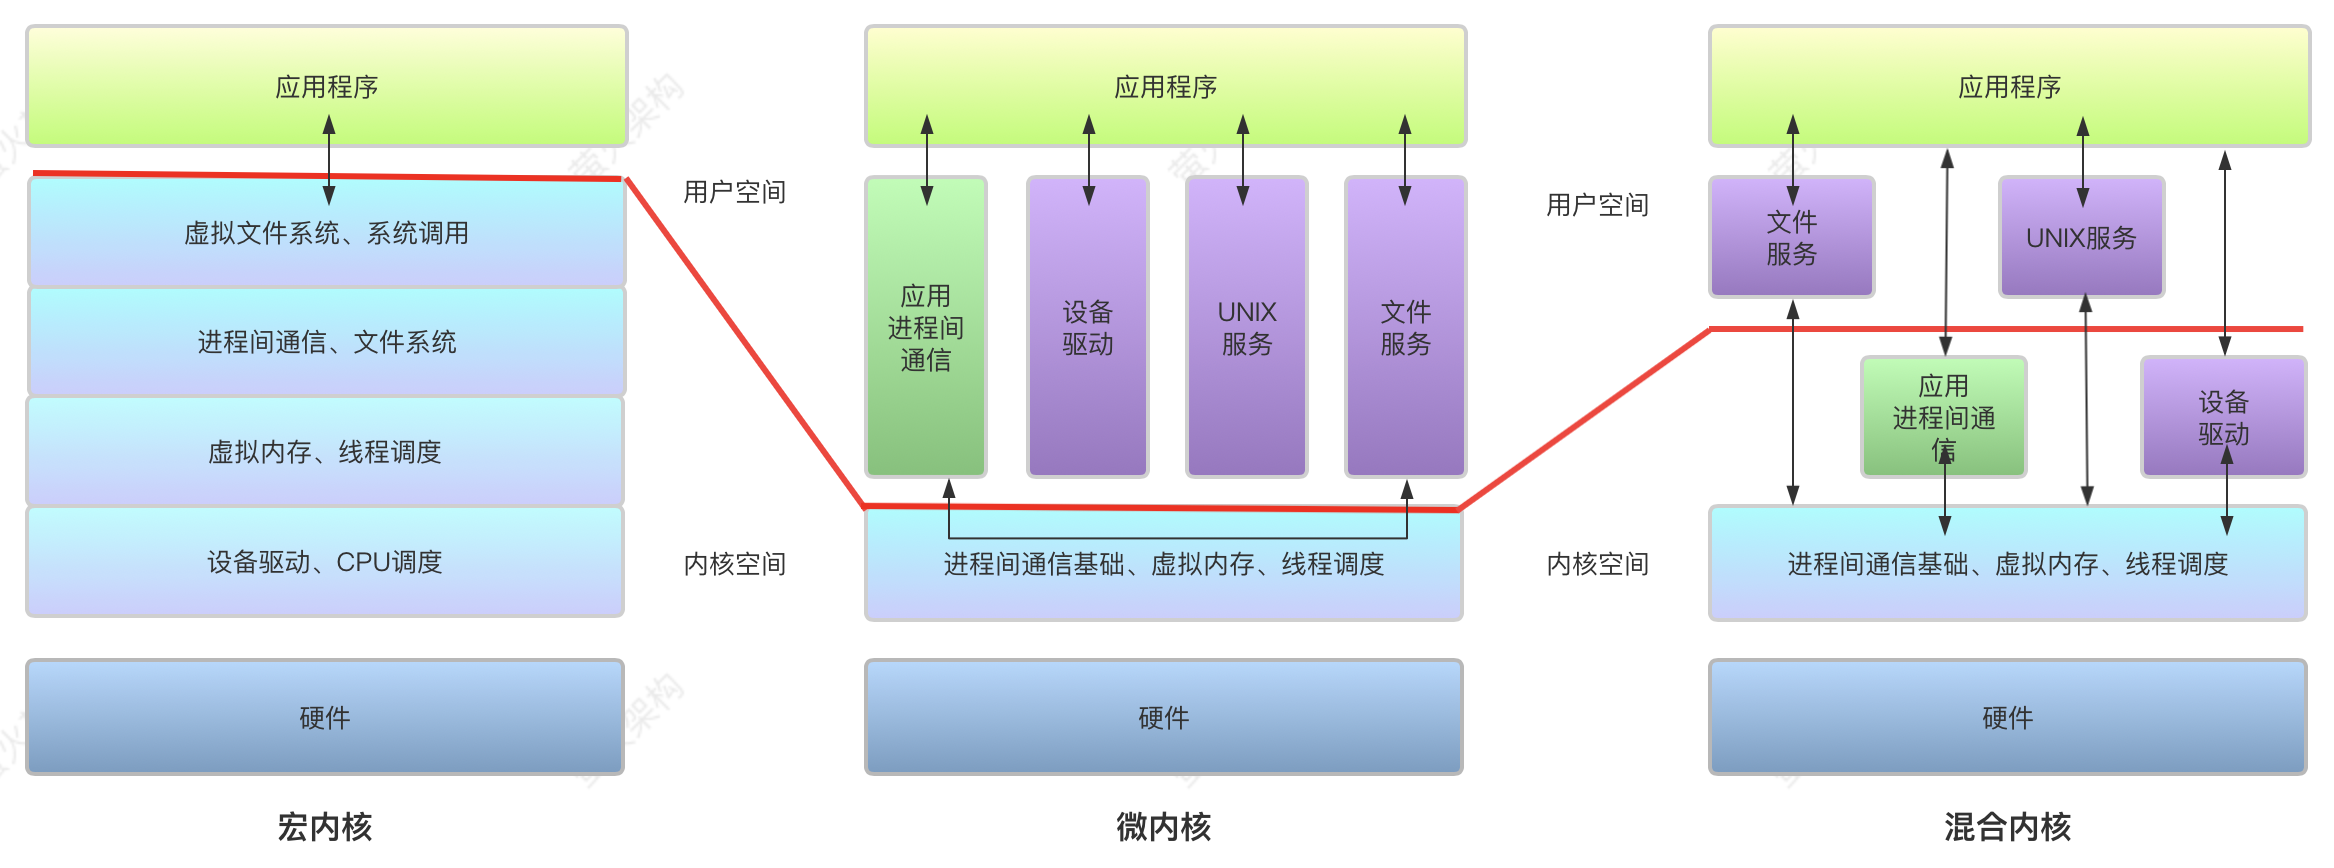 应用程序
虚拟文件系统、系统调用
进程间通信、文件系统
虚拟内存、线程调度
设备驱动、CPU调度
硬件
宏内核
用户空间
内核空间
应用程序
应用
进程间
通信
设备
驱动
UNIX
服务
文件
服务
进程间通信基础、虚拟内存、线程调度
硬件
微内核
用户空间
内核空间
应用程序
文件
服务
UNIX服务
应用
进程间通
信
设备
驱动
进程间通信基础、虚拟内存、线程调度
硬件
混合内核